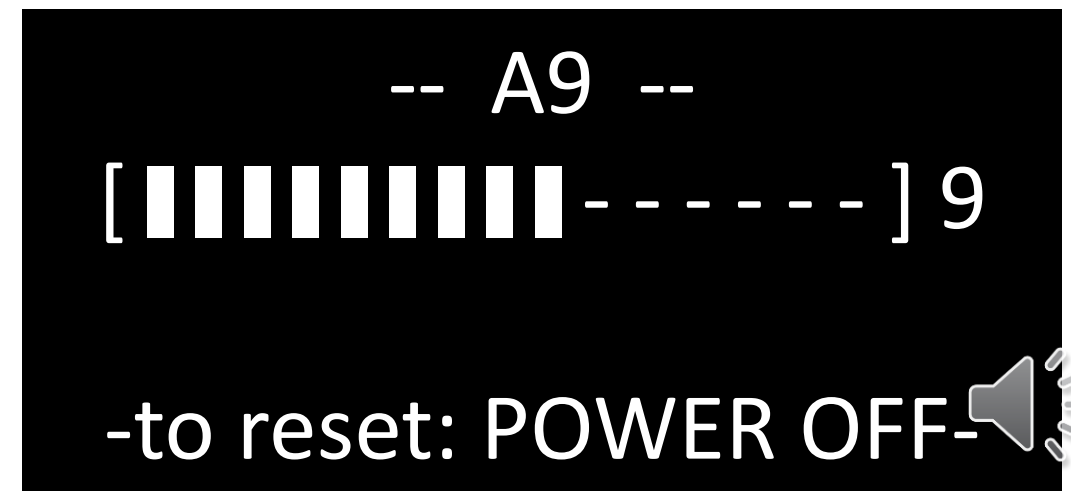 -- A9 --
[▮▮▮▮▮▮▮▮▮- - - - - - ] 9
-to reset: POWER OFF-